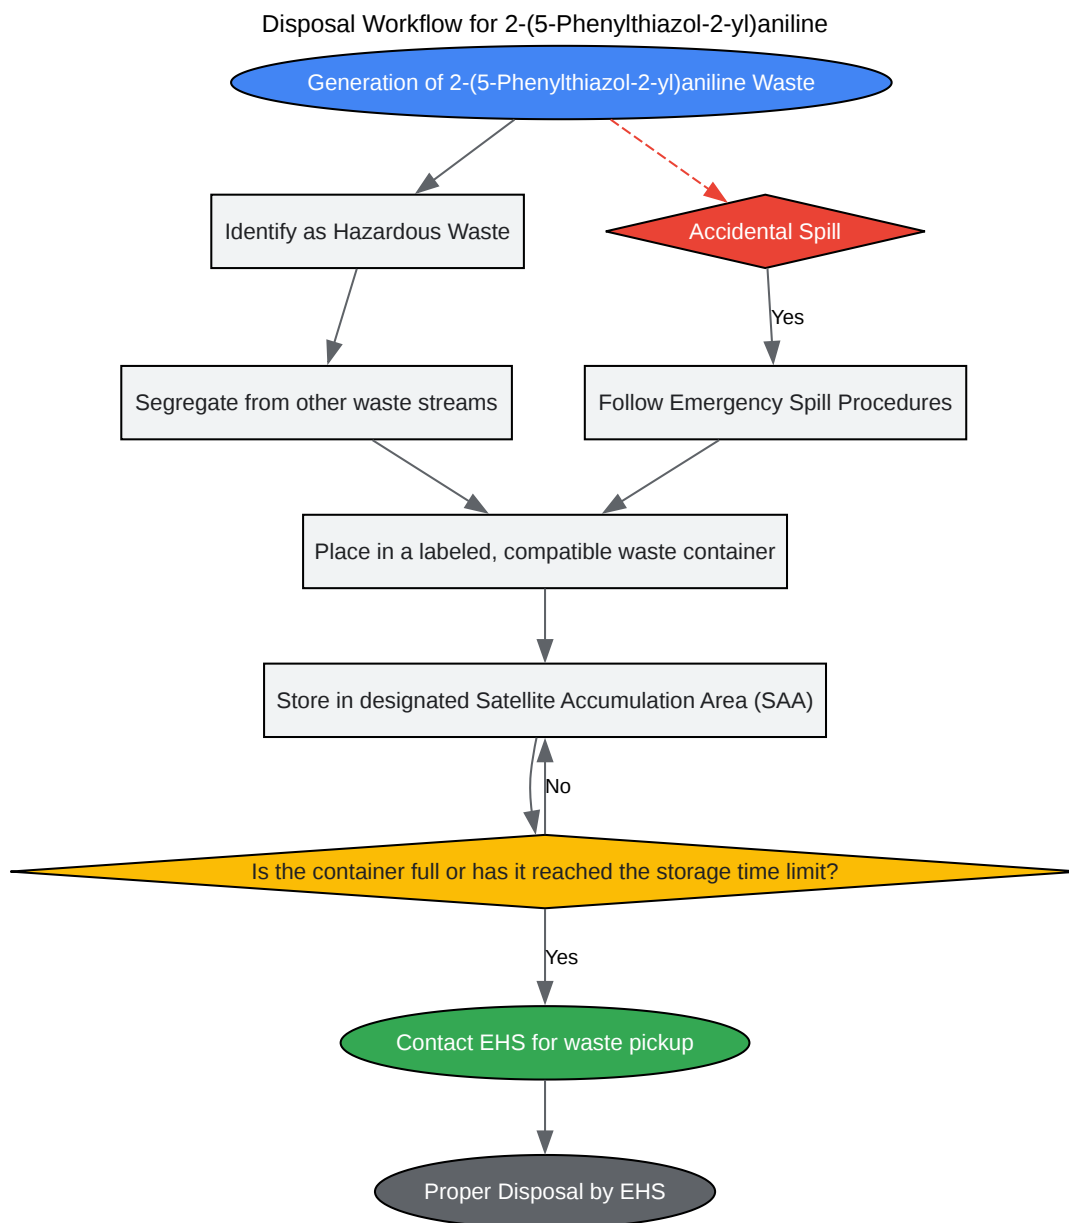 Disposal Workflow for 2-(5-Phenylthiazol-2-yl)aniline
Generation of 2-(5-Phenylthiazol-2-yl)aniline Waste
Identify as Hazardous Waste
Accidental Spill
Yes
Segregate from other waste streams
Follow Emergency Spill Procedures
Place in a labeled, compatible waste container
Store in designated Satellite Accumulation Area (SAA)
No
Is the container full or has it reached the storage time limit?
Yes
Contact EHS for waste pickup
Proper Disposal by EHS